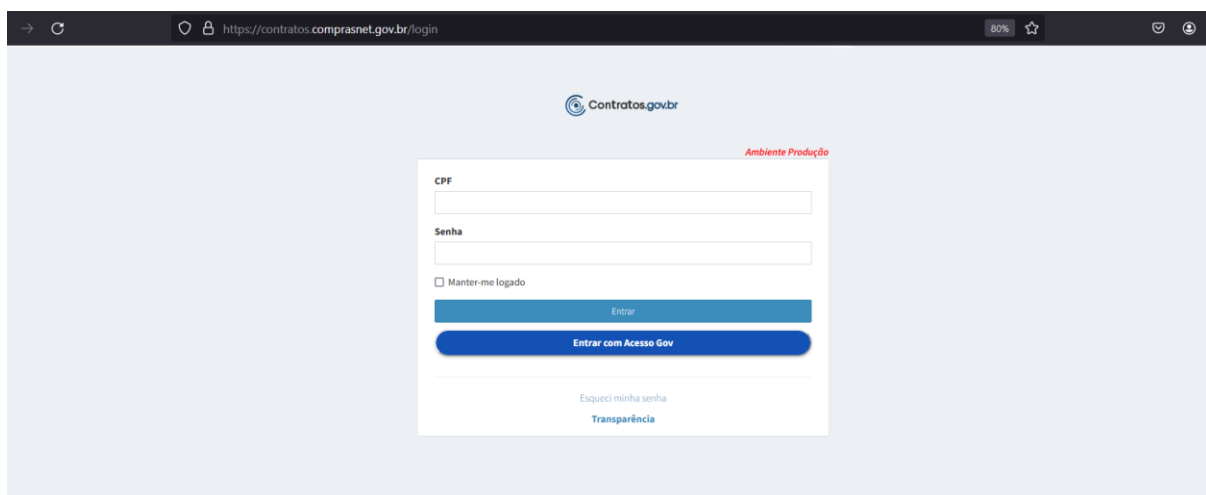 https://contratos.comprasnet.gov.br/login
80%
Contratos.gov.br
Ambiente Produção
CPF
Senha
Manter-me logado
Entrar
Entrar com Acesso Gov
Esqueci minha senha
Transparência